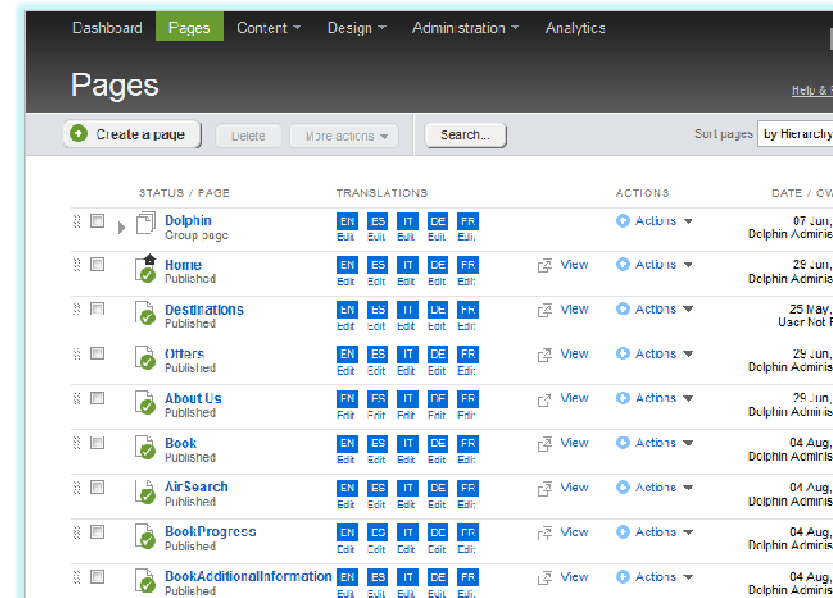 Dashboard Pages Content Design Administration Analytics
Pages
Help &
Create a page Delete More actions Search... Sort pages by Hierarchy
STATUS / PAGE TRANSLATIONS ACTIONS DATE / OW
Dolphin EN ES IT DE FR Actions 07 Jun,
Group page Edit Edit Edit Edit Edit Dolphin Adminis
Home EN ES IT DE FR View Actions 29 Jun,
Published Edit Edit Edit Edit Edit Dolphin Adminis
Destinations EN ES IT DE FR View Actions 25 May,
Published Edit Edit Edit Edit Edit User Not F
Offers EN ES IT DE FR View Actions 29 Jun,
Published Edit Edit Edit Edit Edit Dolphin Adminis
About Us EN ES IT DE FR View Actions 29 Jun,
Published Edit Edit Edit Edit Edit Dolphin Adminis
Book EN ES IT DE FR View Actions 04 Aug,
Published Edit Edit Edit Edit Edit Dolphin Adminis
AirSearch EN ES IT DE FR View Actions 04 Aug,
Published Edit Edit Edit Edit Edit Dolphin Adminis
BookProgress EN ES IT DE FR View Actions 04 Aug,
Published Edit Edit Edit Edit Edit Dolphin Adminis
BookAdditionalInformation EN ES IT DE FR View Actions 04 Aug,
Published Edit Edit Edit Edit Edit Dolphin Adminis